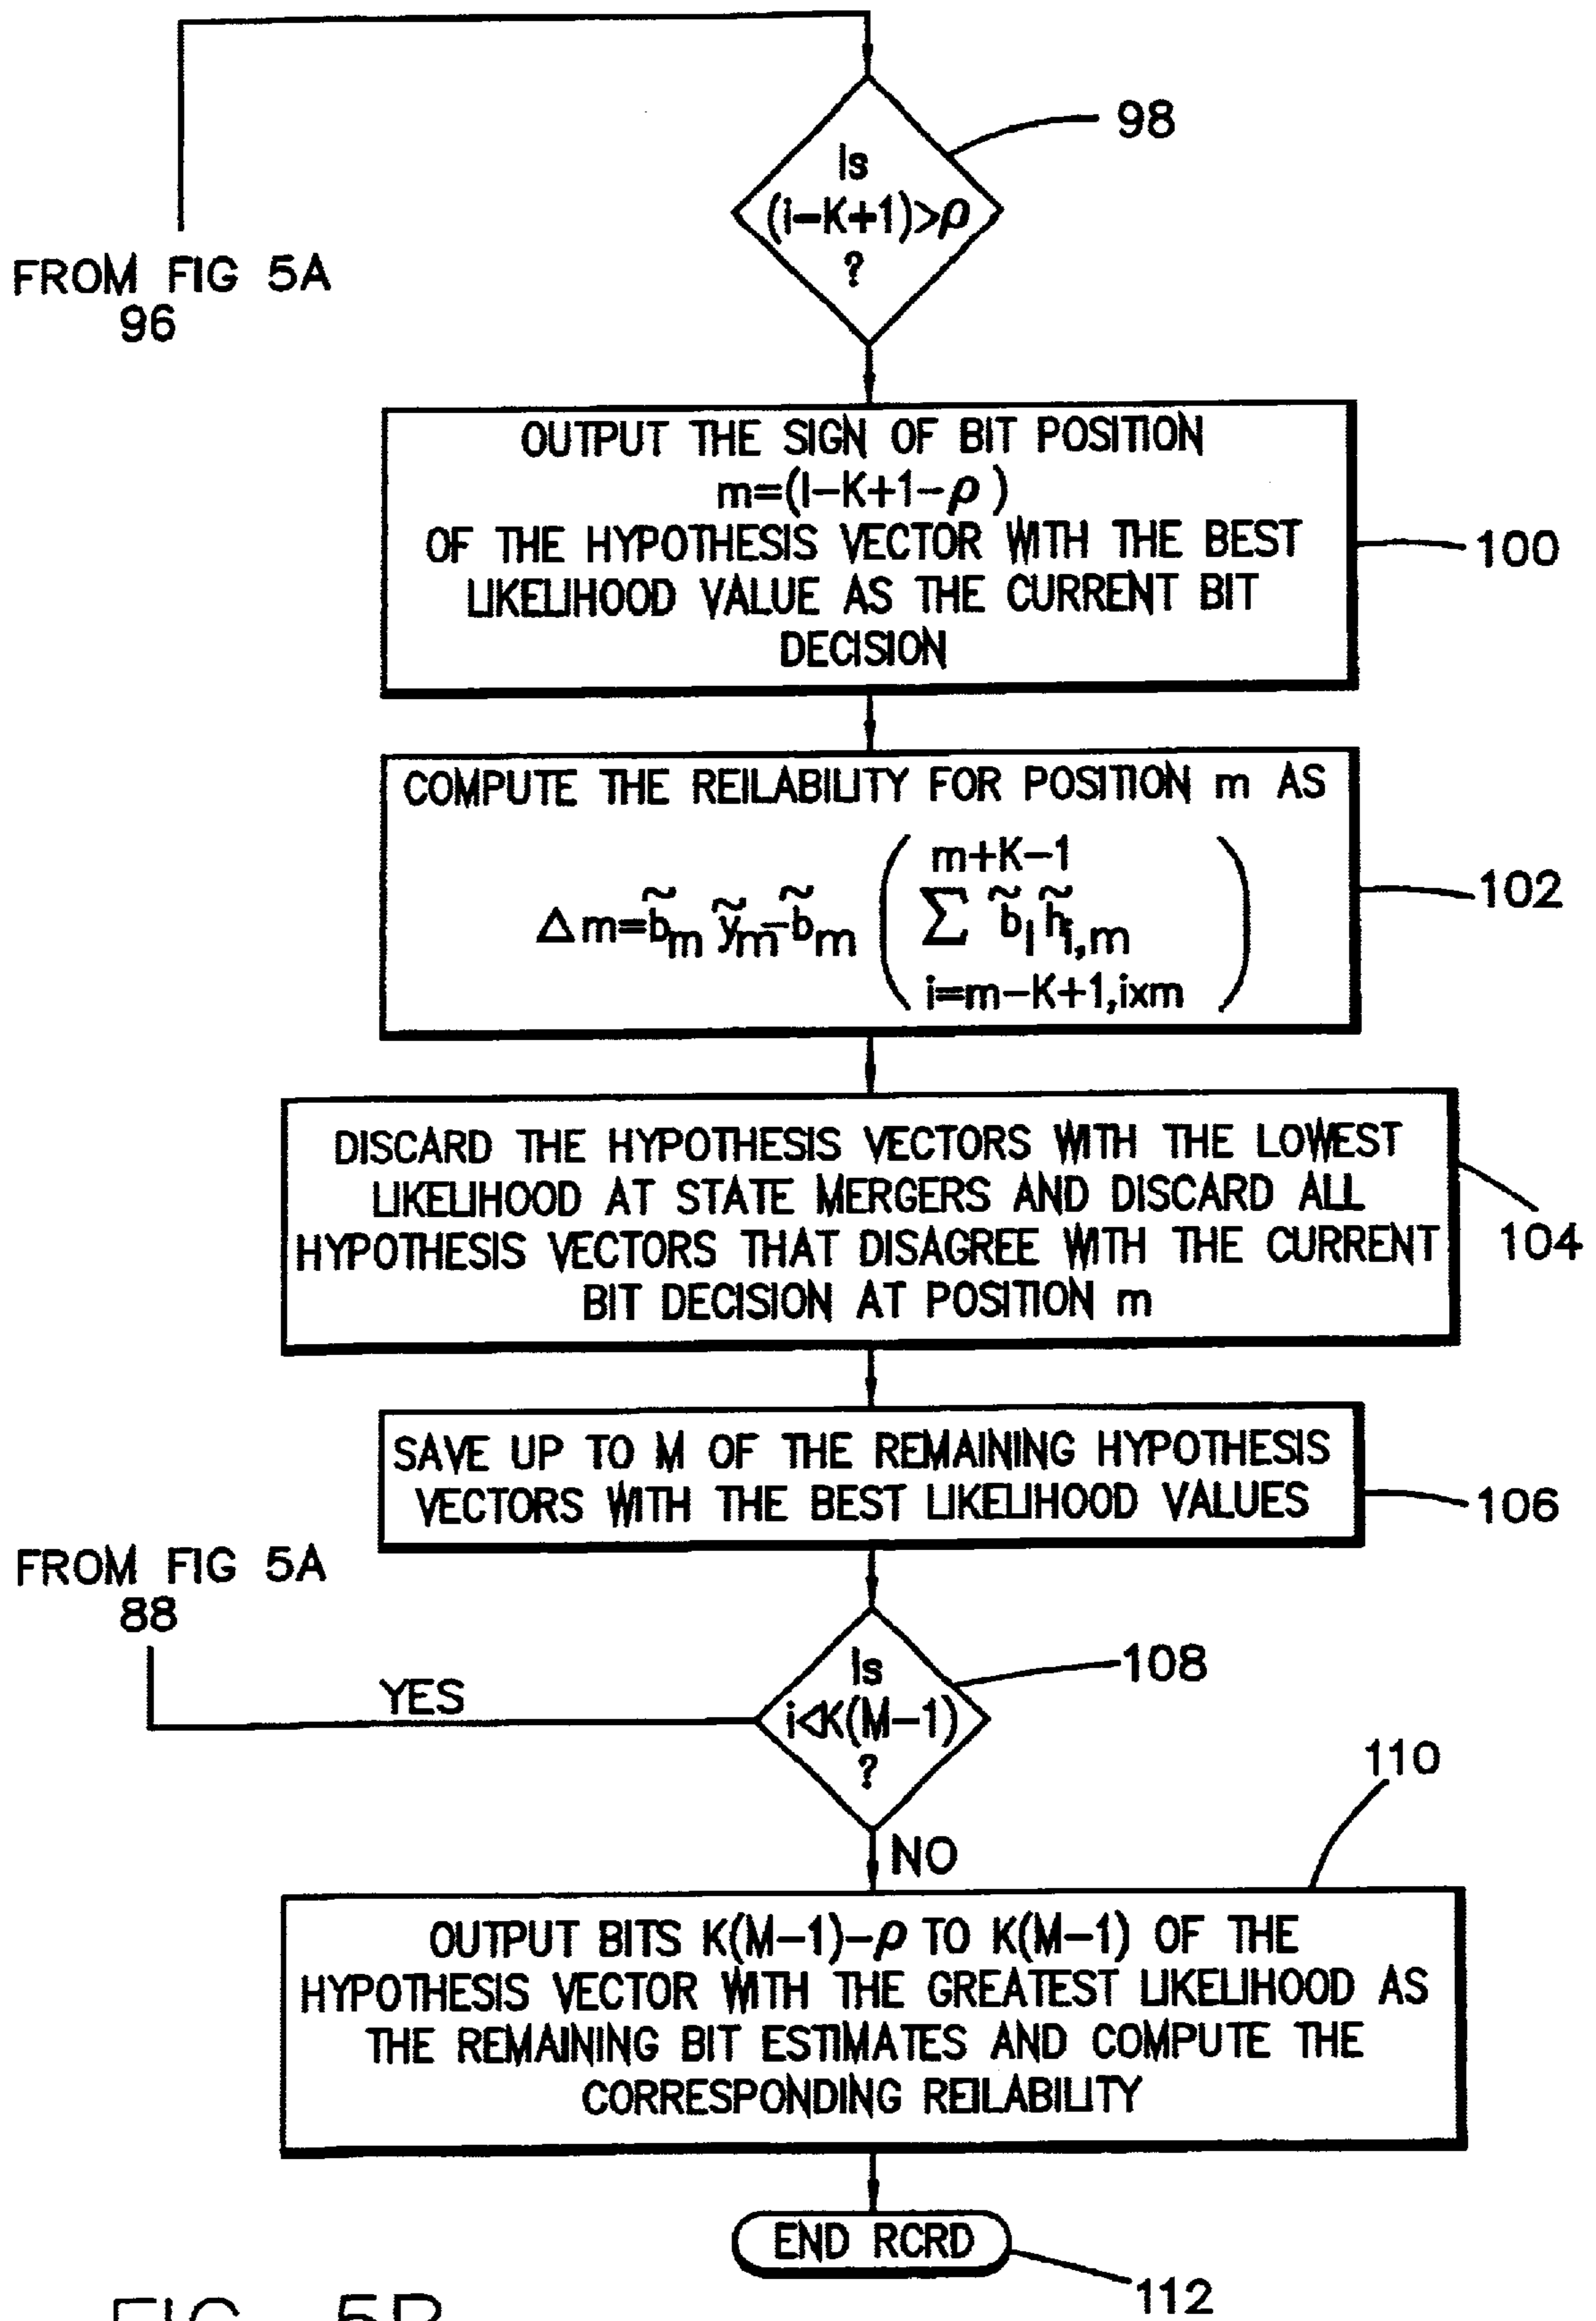 FROM FIG 5A
96
98
Is
(i-K+1)>ρ
?
OUTPUT THE SIGN OF BIT POSITION
m=(I-K+1-ρ )
OF THE HYPOTHESIS VECTOR WITH THE BEST
LIKELIHOOD VALUE AS THE CURRENT BIT
DECISION
100
COMPUTE THE REILABILITY FOR POSITION m AS
m+K-1
Δm=b̃m ỹm-b̃m ( Σ b̃i h̃i,m )
i=m-K+1,ixm
102
DISCARD THE HYPOTHESIS VECTORS WITH THE LOWEST
LIKELIHOOD AT STATE MERGERS AND DISCARD ALL
HYPOTHESIS VECTORS THAT DISAGREE WITH THE CURRENT
BIT DECISION AT POSITION m
104
SAVE UP TO M OF THE REMAINING HYPOTHESIS
VECTORS WITH THE BEST LIKELIHOOD VALUES
106
FROM FIG 5A
88
YES
Is
i<K(M-1)
?
108
NO
110
OUTPUT BITS K(M-1)-ρ TO K(M-1) OF THE
HYPOTHESIS VECTOR WITH THE GREATEST LIKELIHOOD AS
THE REMAINING BIT ESTIMATES AND COMPUTE THE
CORRESPONDING REILABILITY
END RCRD
112
FIG. 5B